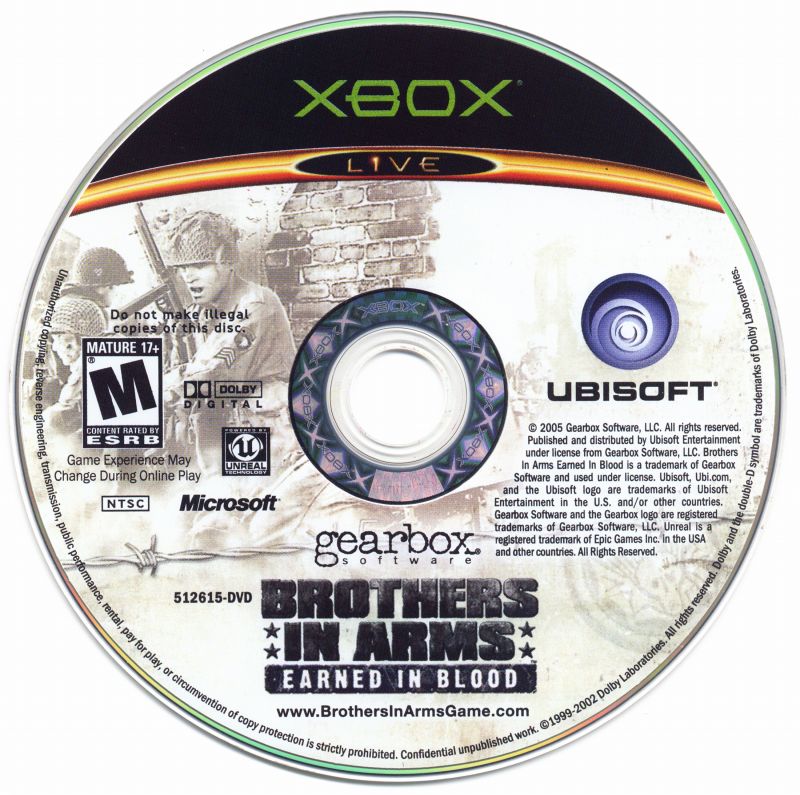 XBOX
LIVE
Do not make illegal
copies of this disc.
MATURE 17+
M
CONTENT RATED BY
ESRB
DOLBY
DIGITAL
POWERED BY
UNREAL
TECHNOLOGY
Game Experience May
Change During Online Play
NTSC
Microsoft®
XBOX
UBISOFT
© 2005 Gearbox Software, LLC. All rights reserved.
Published and distributed by Ubisoft Entertainment
under license from Gearbox Software, LLC. Brothers
In Arms Earned In Blood is a trademark of Gearbox
Software and used under license. Ubisoft, Ubi.com,
and the Ubisoft logo are trademarks of Ubisoft
Entertainment in the U.S. and/or other countries.
Gearbox Software and the Gearbox logo are registered
trademarks of Gearbox Software, LLC. Unreal is a
registered trademark of Epic Games Inc. in the USA
and other countries. All Rights Reserved.
gearbox®
software
512615-DVD
BROTHERS
IN ARMS
EARNED IN BLOOD
www.BrothersInArmsGame.com
Unauthorized copying, reverse engineering, transmission, public performance, rental, pay for play, or circumvention of copy protection is strictly prohibited. Confidential unpublished work. ©1999-2002 Dolby Laboratories. All rights reserved. Dolby and the double-D symbol are trademarks of Dolby Laboratories.